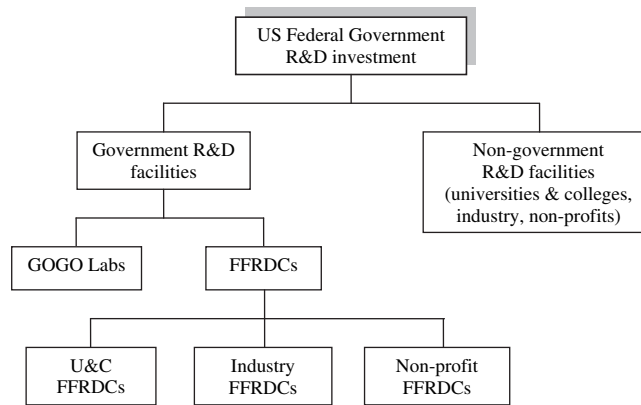 US Federal Government
R&D investment
Government R&D
facilities
Non-government
R&D facilities
(universities & colleges,
industry, non-profits)
GOGO Labs
FFRDCs
U&C
FFRDCs
Industry
FFRDCs
Non-profit
FFRDCs